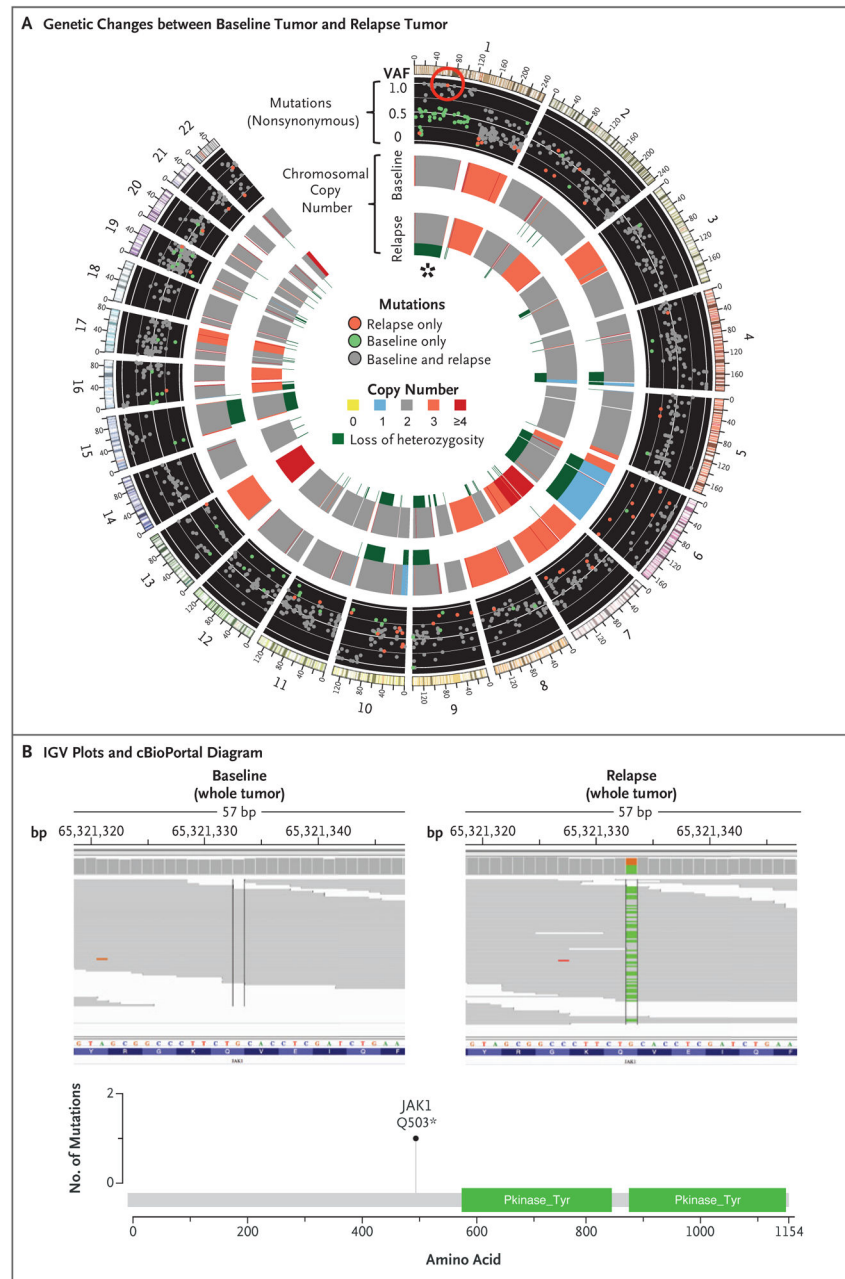 A Genetic Changes between Baseline Tumor and Relapse Tumor
VAF
1.0
0.5
0
Mutations
(Nonsynonymous)
Chromosomal
Copy
Number
Baseline
Relapse
*
1
2
3
4
5
6
7
8
9
10
11
12
13
14
15
16
17
18
19
20
21
22
Mutations
Relapse only
Baseline only
Baseline and relapse
Copy Number
0 1 2 3 ≥4
Loss of heterozygosity
B IGV Plots and cBioPortal Diagram
Baseline
(whole tumor)
57 bp
bp 65,321,320 65,321,330 65,321,340
G T A G C G G C C C T T C T G C A C C T C G A T C T G A A
Y R G K Q V E I Q F
JAK1
Relapse
(whole tumor)
57 bp
bp 65,321,320 65,321,330 65,321,340
G T A G C G G C C C T T C T G C A C C T C G A T C T G A A
Y R G K Q V E I Q F
JAK1
No. of Mutations
2
0
JAK1
Q503*
Pkinase_Tyr Pkinase_Tyr
0 200 400 600 800 1000 1154
Amino Acid